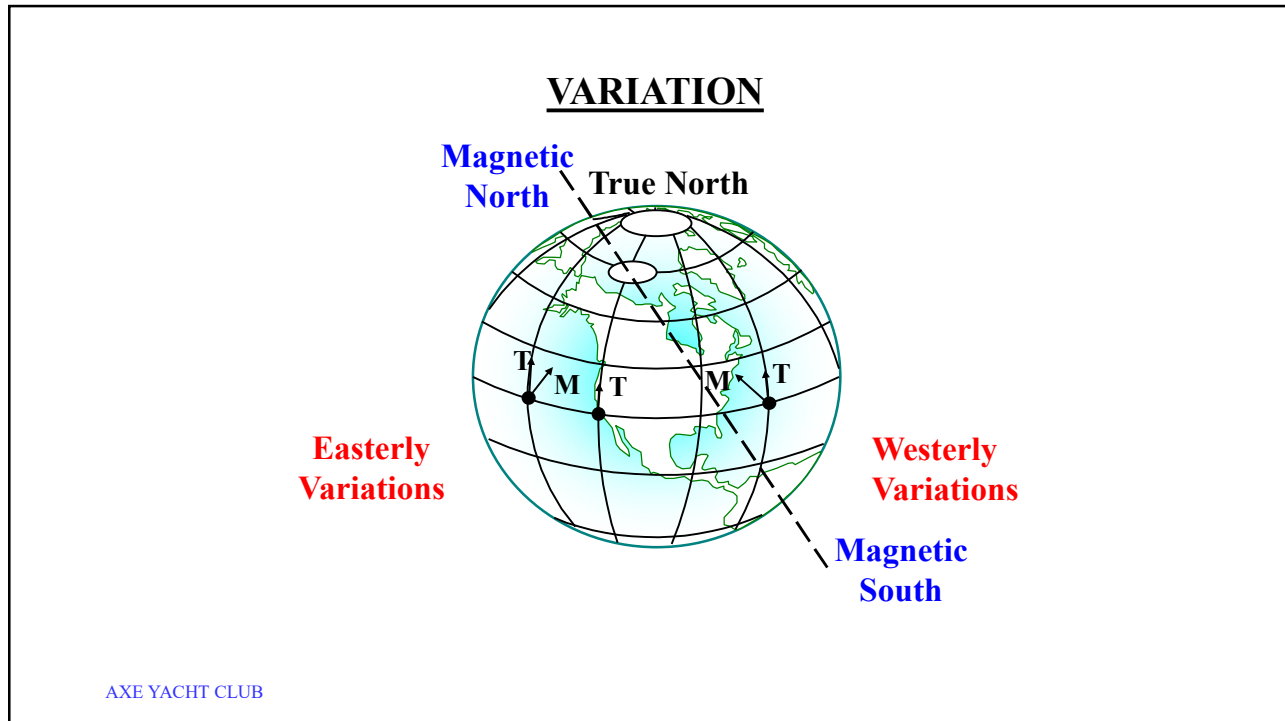 VARIATION
Magnetic
North
True North
T
M
T
M
T
Easterly
Variations
Westerly
Variations
Magnetic
South
AXE YACHT CLUB